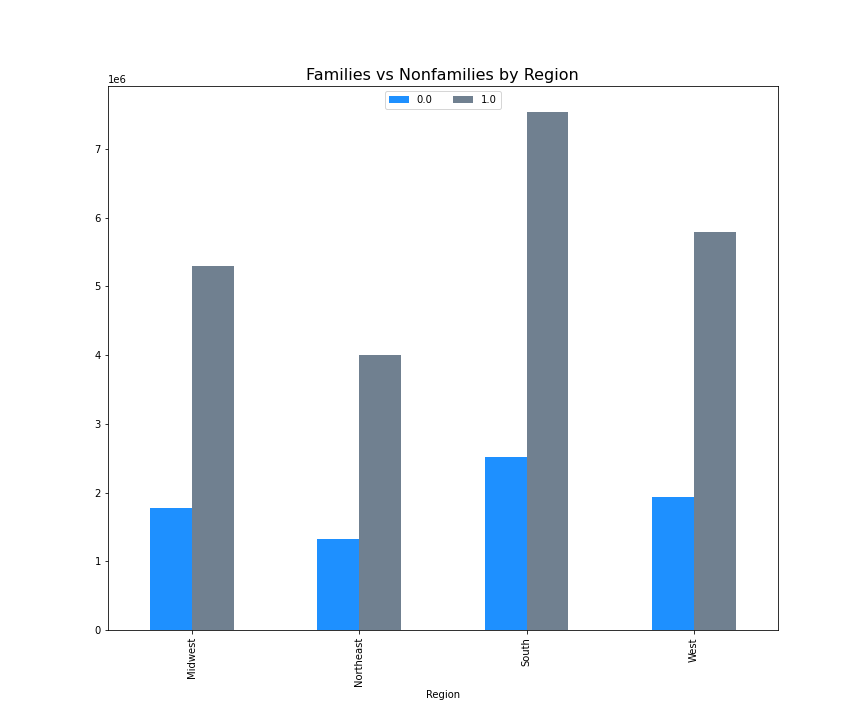 Families vs Nonfamilies by Region
1e6
0.0 1.0
7
6
5
4
3
2
1
0
Midwest
Northeast
South
West
Region